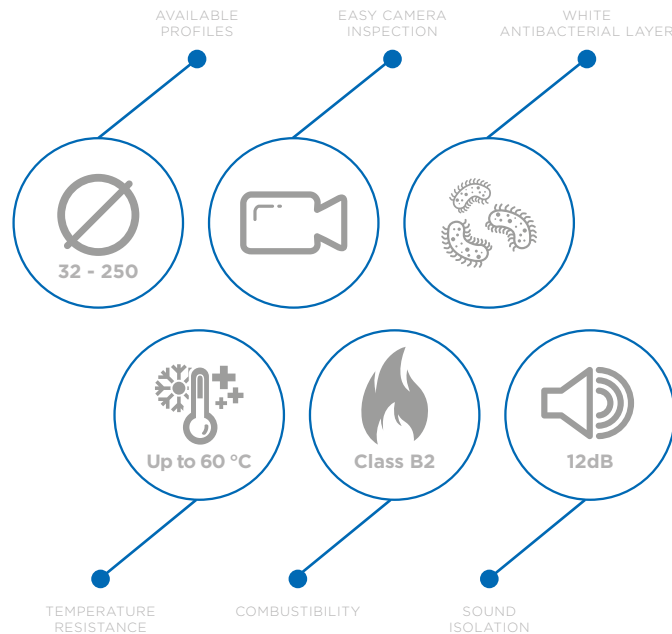 AVAILABLE
PROFILES
EASY CAMERA
INSPECTION
WHITE
ANTIBACTERIAL LAYER
32 - 250
Up to 60 °C
Class B2
12dB
TEMPERATURE
RESISTANCE
COMBUSTIBILITY
SOUND
ISOLATION